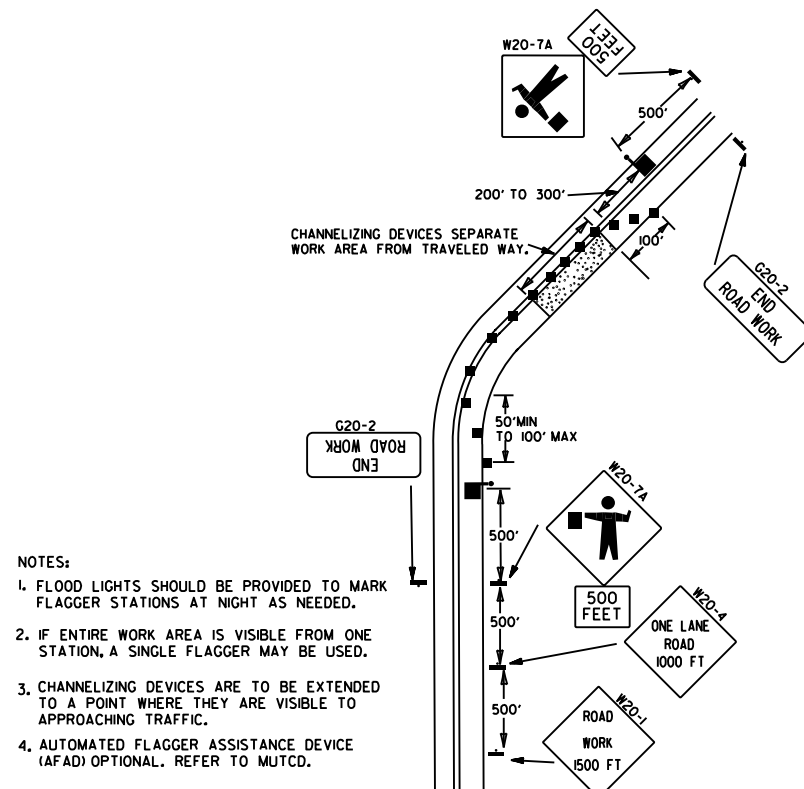 W20-7A
500
FEET
500'
200' TO 300'
CHANNELIZING DEVICES SEPARATE
WORK AREA FROM TRAVELED WAY.
100'
G20-2
END
ROAD WORK
50'MIN
TO 100' MAX
G20-2
END
ROAD WORK
W20-7A
500'
500
FEET
500'
W20-4
ONE LANE
ROAD
1000 FT
500'
W20-1
ROAD
WORK
1500 FT
NOTES:
1. FLOOD LIGHTS SHOULD BE PROVIDED TO MARK
FLAGGER STATIONS AT NIGHT AS NEEDED.
2. IF ENTIRE WORK AREA IS VISIBLE FROM ONE
STATION, A SINGLE FLAGGER MAY BE USED.
3. CHANNELIZING DEVICES ARE TO BE EXTENDED
TO A POINT WHERE THEY ARE VISIBLE TO
APPROACHING TRAFFIC.
4. AUTOMATED FLAGGER ASSISTANCE DEVICE
(AFAD) OPTIONAL. REFER TO MUTCD.